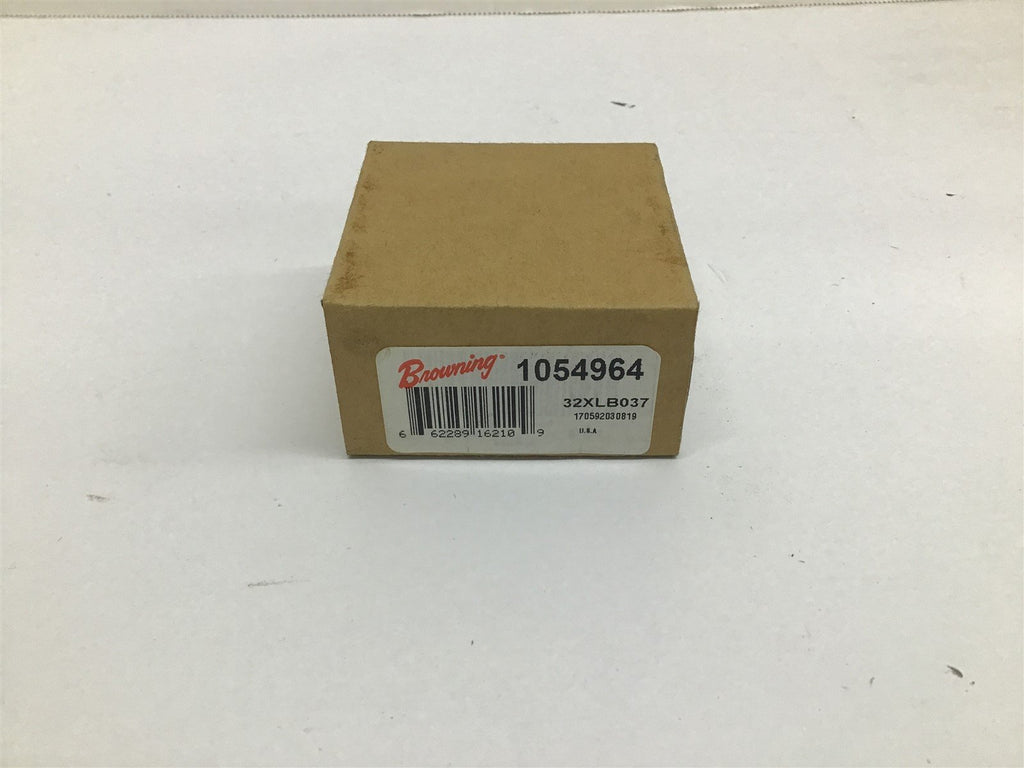 Browning 1054964
32XLB037
170592030819
6 62289 16210 9 U.S.A